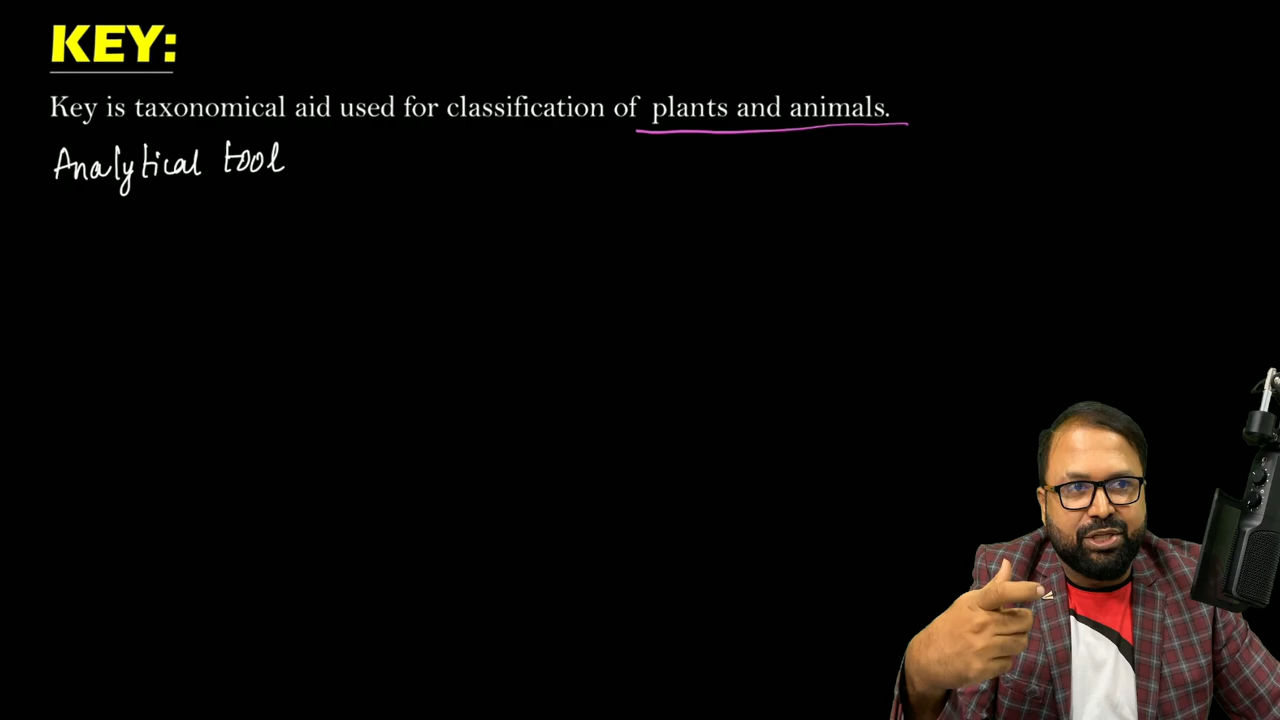 KEY:
Key is taxonomical aid used for classification of plants and animals.
Analytical tool